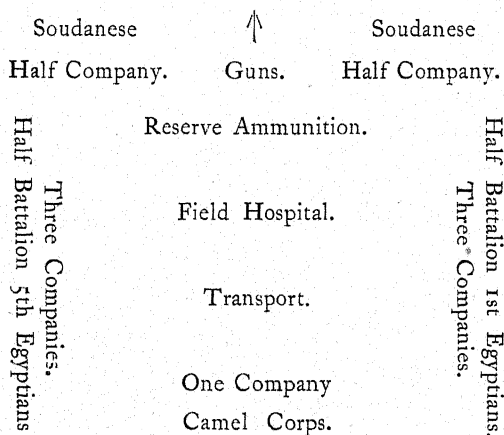 Soudanese Soudanese
Half Company. Guns. Half Company.
Reserve Ammunition.
Half Battalion 5th Egyptians
Three Companies.
Field Hospital.
Transport.
One Company
Camel Corps.
Half Battalion 1st Egyptians.
Three Companies.